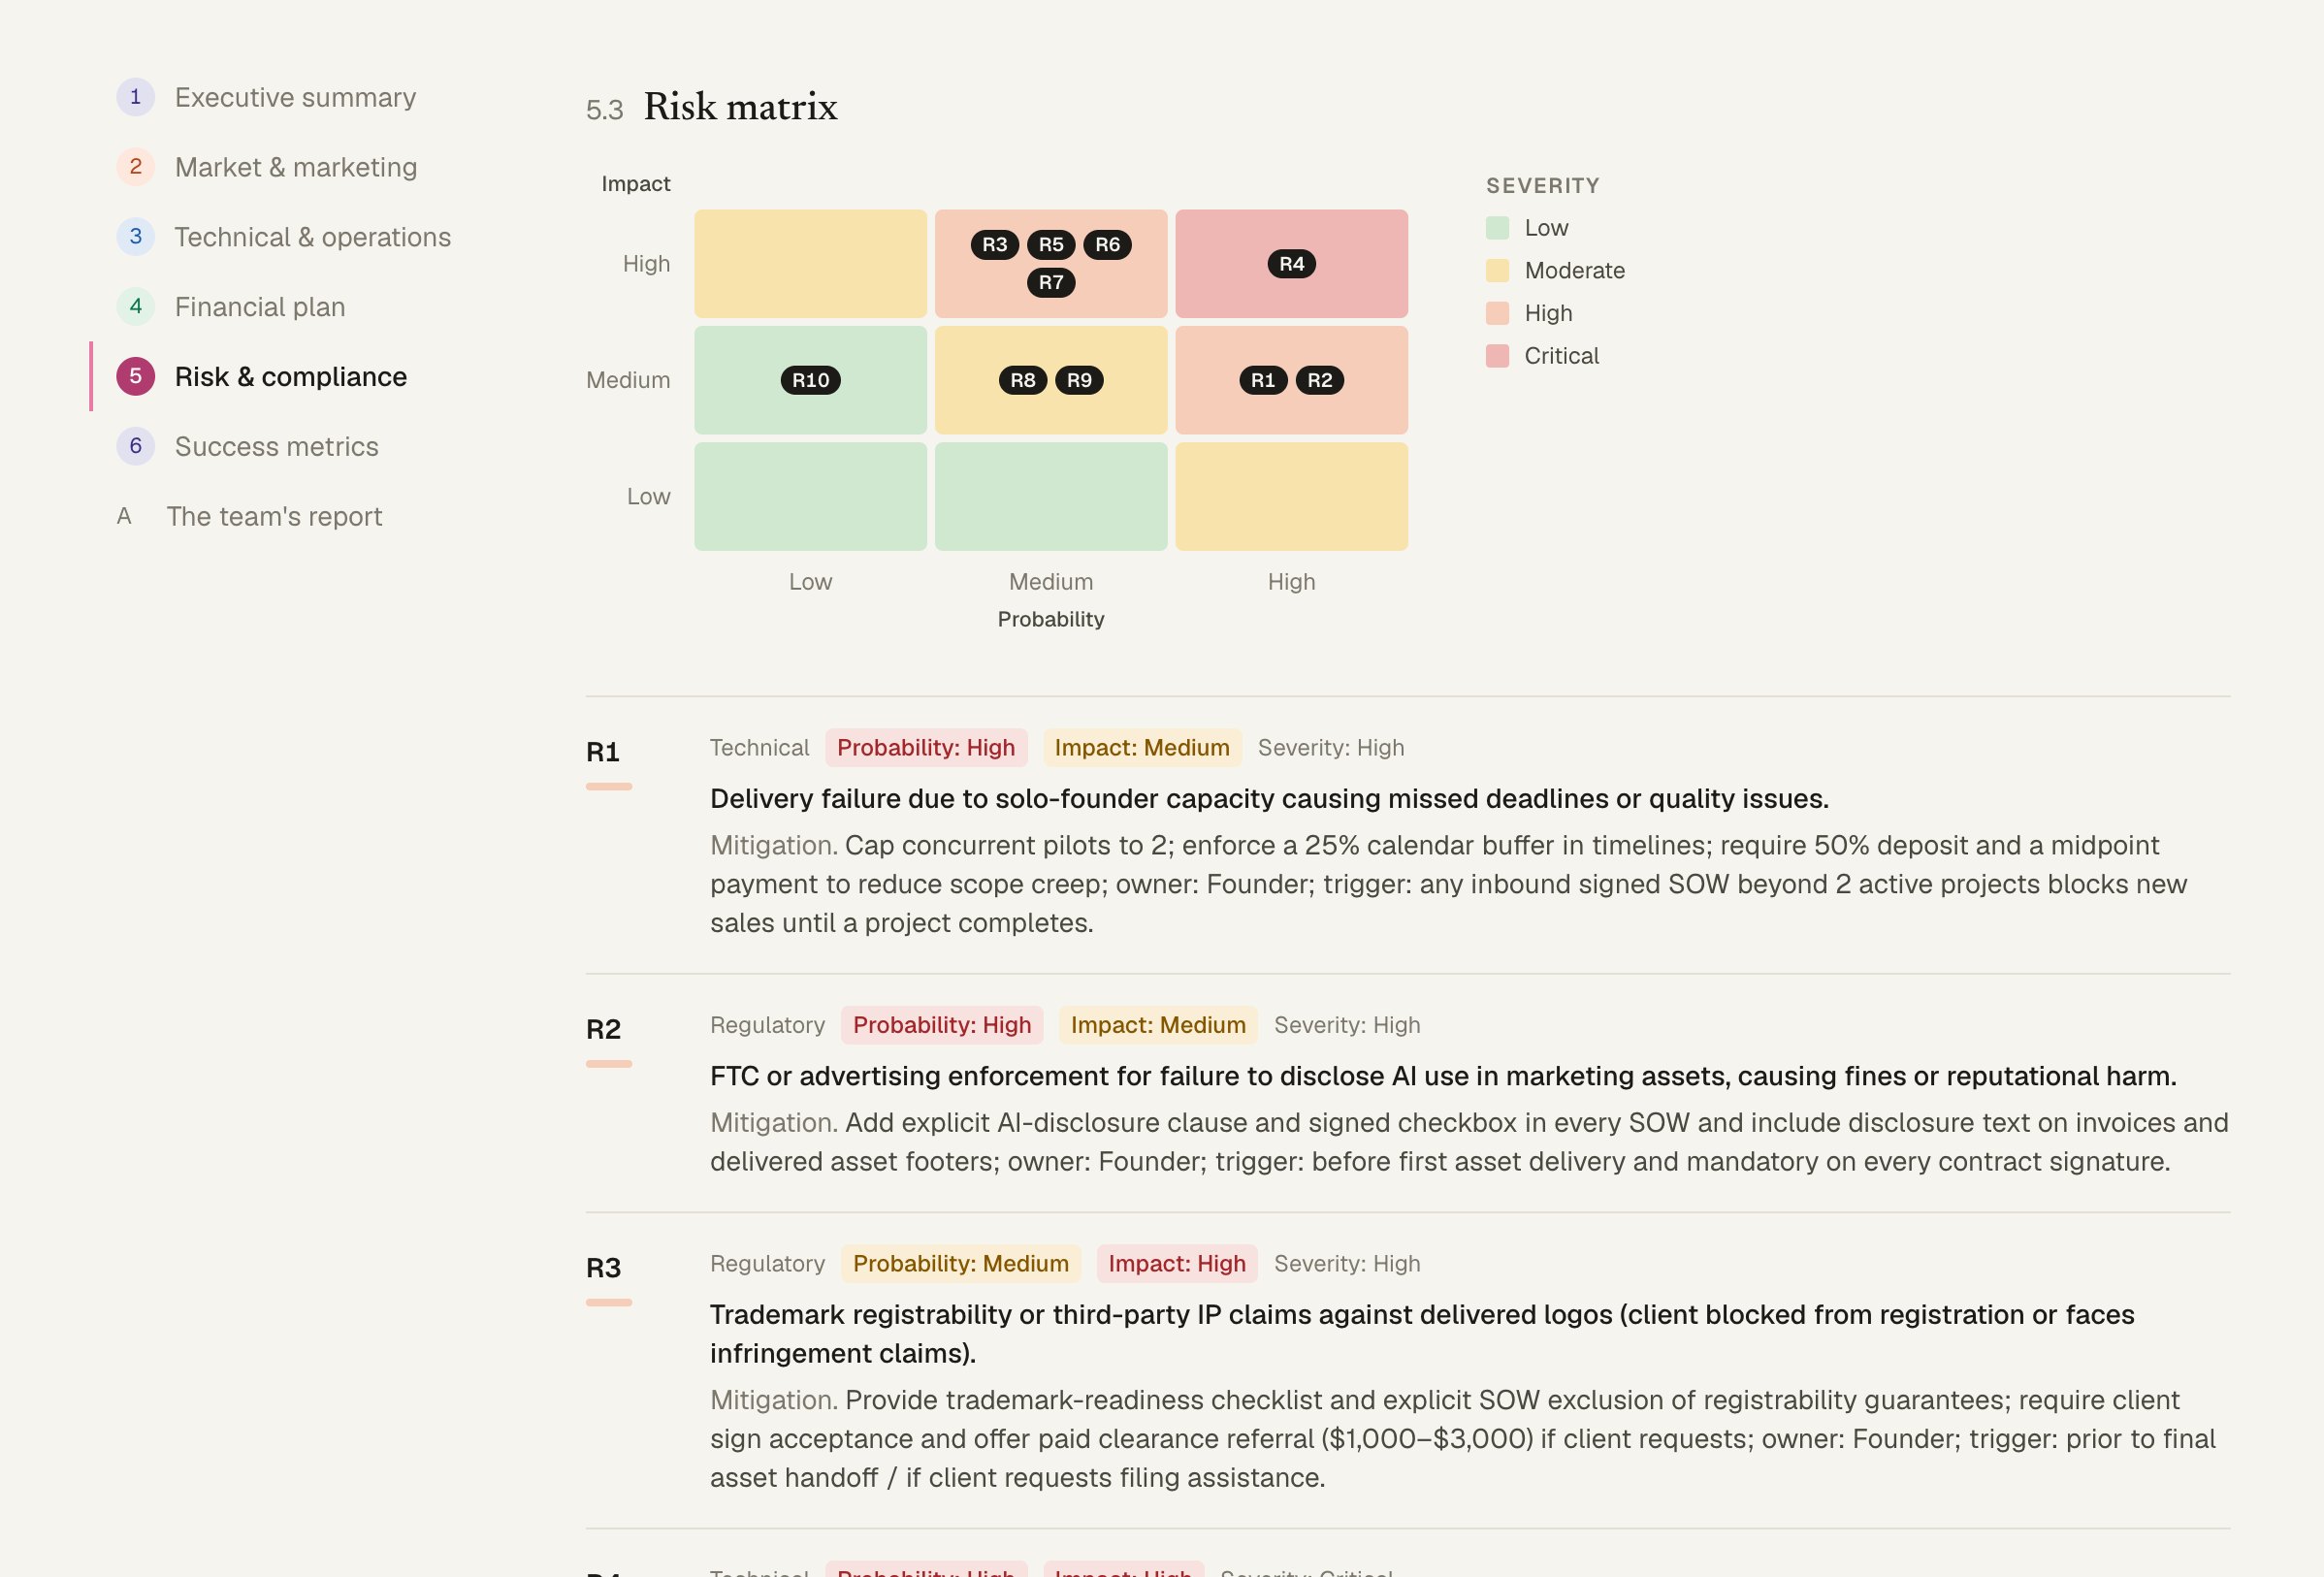 1 Executive summary
2 Market & marketing
3 Technical & operations
4 Financial plan
5 Risk & compliance
6 Success metrics
A The team's report
5.3 Risk matrix
Impact
High
R3 R5 R6
R7
R4
Medium
R10
R8 R9
R1 R2
Low
Low Medium High
Probability
SEVERITY
Low
Moderate
High
Critical
R1
Technical Probability: High Impact: Medium Severity: High
Delivery failure due to solo-founder capacity causing missed deadlines or quality issues.
Mitigation. Cap concurrent pilots to 2; enforce a 25% calendar buffer in timelines; require 50% deposit and a midpoint
payment to reduce scope creep; owner: Founder; trigger: any inbound signed SOW beyond 2 active projects blocks new
sales until a project completes.
R2
Regulatory Probability: High Impact: Medium Severity: High
FTC or advertising enforcement for failure to disclose AI use in marketing assets, causing fines or reputational harm.
Mitigation. Add explicit AI-disclosure clause and signed checkbox in every SOW and include disclosure text on invoices and
delivered asset footers; owner: Founder; trigger: before first asset delivery and mandatory on every contract signature.
R3
Regulatory Probability: Medium Impact: High Severity: High
Trademark registrability or third-party IP claims against delivered logos (client blocked from registration or faces
infringement claims).
Mitigation. Provide trademark-readiness checklist and explicit SOW exclusion of registrability guarantees; require client
sign acceptance and offer paid clearance referral ($1,000–$3,000) if client requests; owner: Founder; trigger: prior to final
asset handoff / if client requests filing assistance.
R4
Technical Probability: High Impact: High Severity: Critical